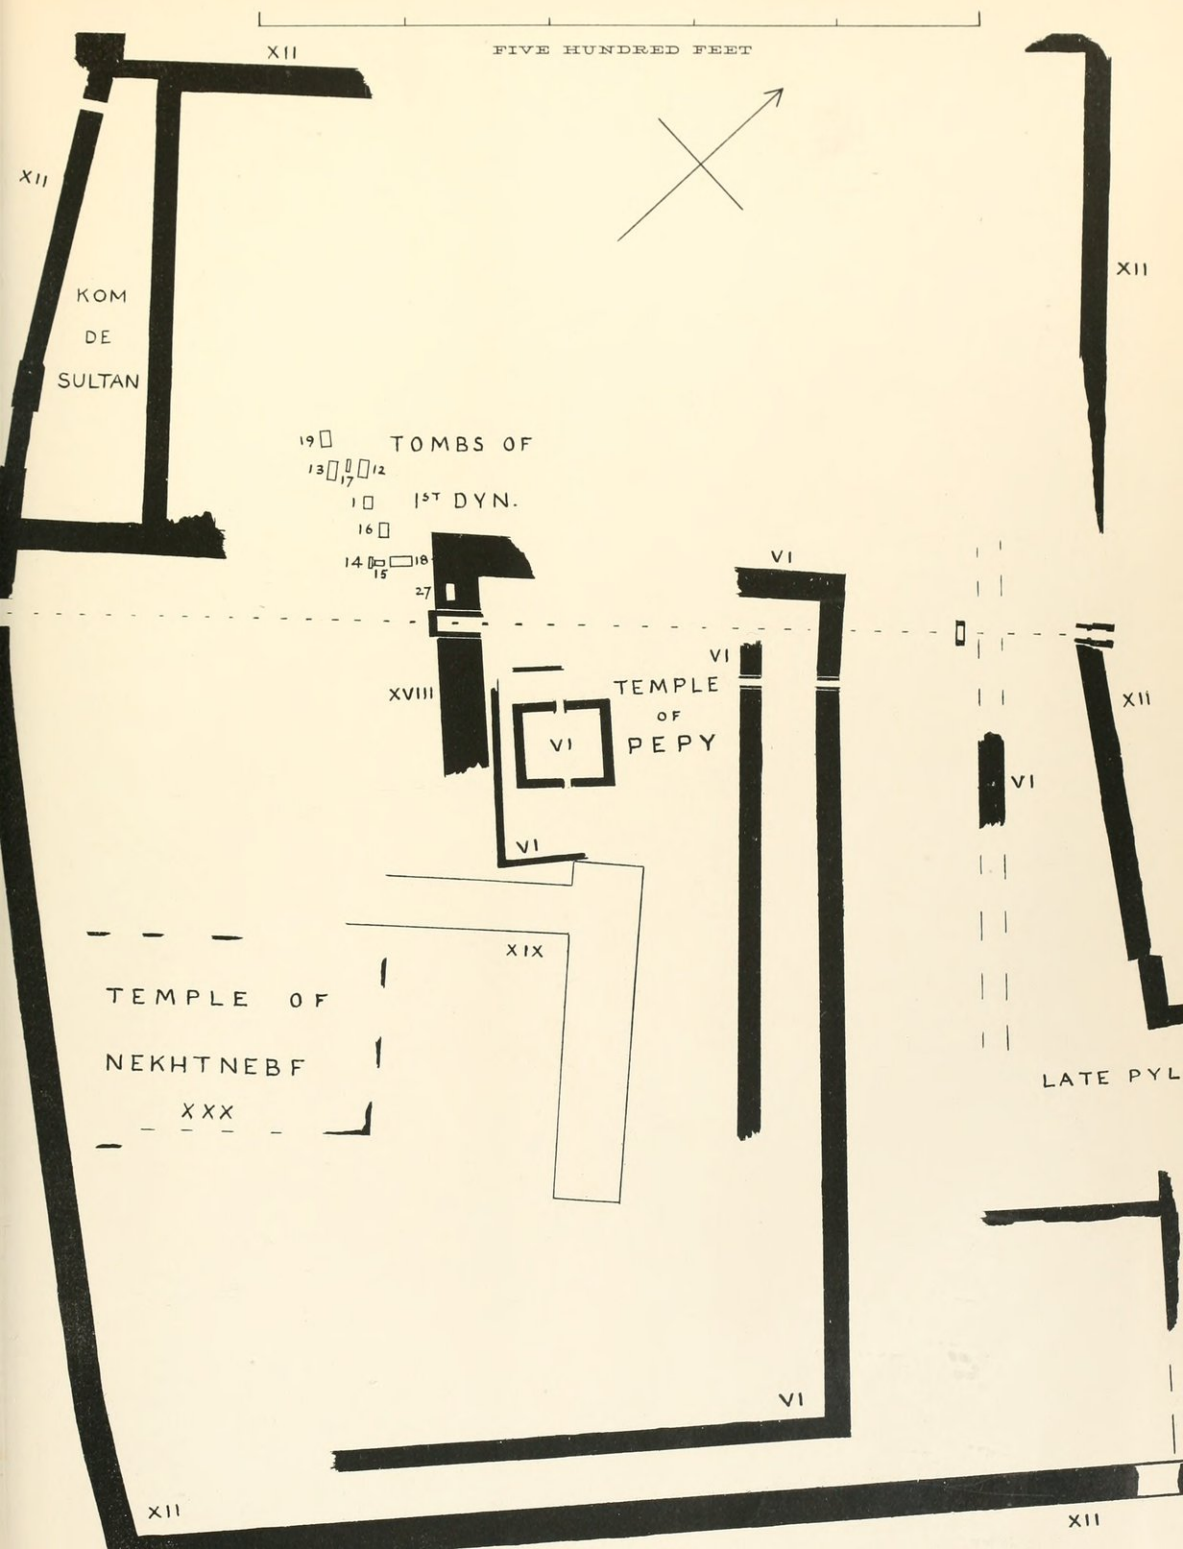 FIVE HUNDRED FEET
XII
XII
XII
KOM
DE
SULTAN
19
TOMBS OF
13
17
12
1
1ST DYN.
16
14
15
18
27
VI
VI
XVIII
TEMPLE
OF
PEPY
VI
XII
VI
VI
XIX
TEMPLE OF
NEKHTNEBF
XXX
LATE PYL
VI
XII
XII